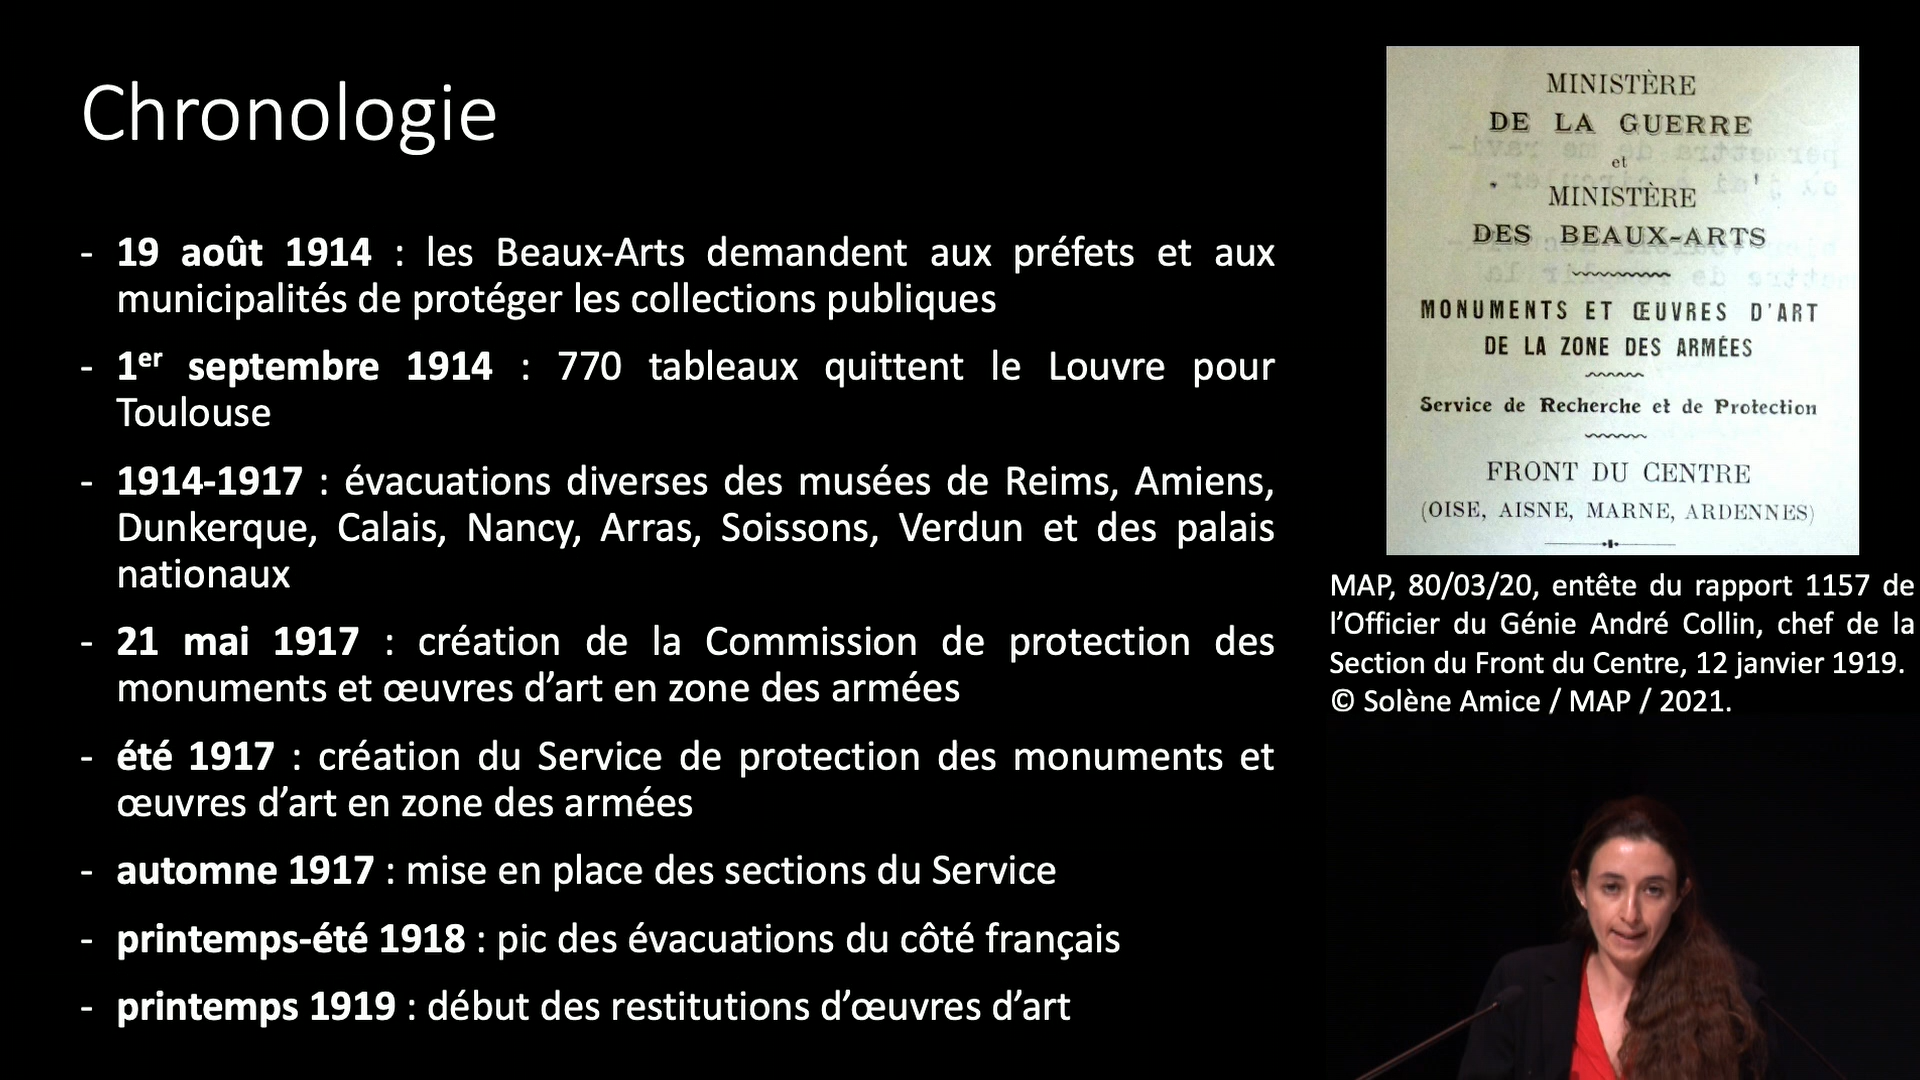 Chronologie
- 19 août 1914 : les Beaux-Arts demandent aux préfets et aux
municipalités de protéger les collections publiques
- 1er septembre 1914 : 770 tableaux quittent le Louvre pour
Toulouse
- 1914-1917 : évacuations diverses des musées de Reims, Amiens,
Dunkerque, Calais, Nancy, Arras, Soissons, Verdun et des palais
nationaux
- 21 mai 1917 : création de la Commission de protection des
monuments et œuvres d’art en zone des armées
- été 1917 : création du Service de protection des monuments et
œuvres d’art en zone des armées
- automne 1917 : mise en place des sections du Service
- printemps-été 1918 : pic des évacuations du côté français
- printemps 1919 : début des restitutions d’œuvres d’art
MINISTÈRE
DE LA GUERRE
et
MINISTÈRE
DES BEAUX-ARTS
MONUMENTS ET ŒUVRES D'ART
DE LA ZONE DES ARMÉES
Service de Recherche et de Protection
FRONT DU CENTRE
(OISE, AISNE, MARNE, ARDENNES)
MAP, 80/03/20, entête du rapport 1157 de
l’Officier du Génie André Collin, chef de la
Section du Front du Centre, 12 janvier 1919.
© Solène Amice / MAP / 2021.